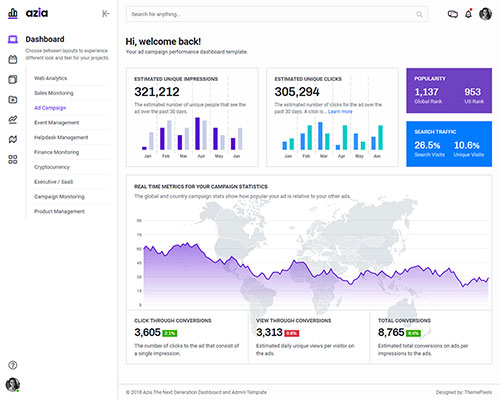 azia
Search for anything...
Dashboard
Choose between layouts to experience
different look and feel for your projects.
Web Analytics
Sales Monitoring
Ad Campaign
Event Management
Helpdesk Management
Finance Monitoring
Cryptocurrency
Executive / SaaS
Campaign Monitoring
Product Management
Hi, welcome back!
Your ad campaign performance dashboard template.
ESTIMATED UNIQUE IMPRESSIONS
321,212
The estimated number of unique people that see the
ad over the past 30 days.
Jan Feb Mar Apr May Jun
ESTIMATED UNIQUE CLICKS
305,294
The estimated number of clicks for the ad over the
past 30 days. A click is... Learn more
Jan Feb Mar Apr May Jun
POPULARITY
1,137 953
Global Rank US Rank
SEARCH TRAFFIC
26.5% 10.6%
Search Visits Unique Visits
REAL TIME METRICS FOR YOUR CAMPAIGN STATISTICS
The global and country campaign stats show how popular your ad is relative to your other ads.
90
75
60
45
30
15
0
CLICK THROUGH CONVERSIONS
3,605 2.1%
The number of clicks to the ad that consist of
a single impression.
VIEW THROUGH CONVERSIONS
3,313 0.6%
Estimated daily unique views per visitor on
the ads.
TOTAL CONVERSIONS
8,765 6.4%
Estimated total conversions on ads per
impressions to the ads.
© 2018 Azia The Next Generation Dashboard and Admin Template
Designed by: ThemePixels